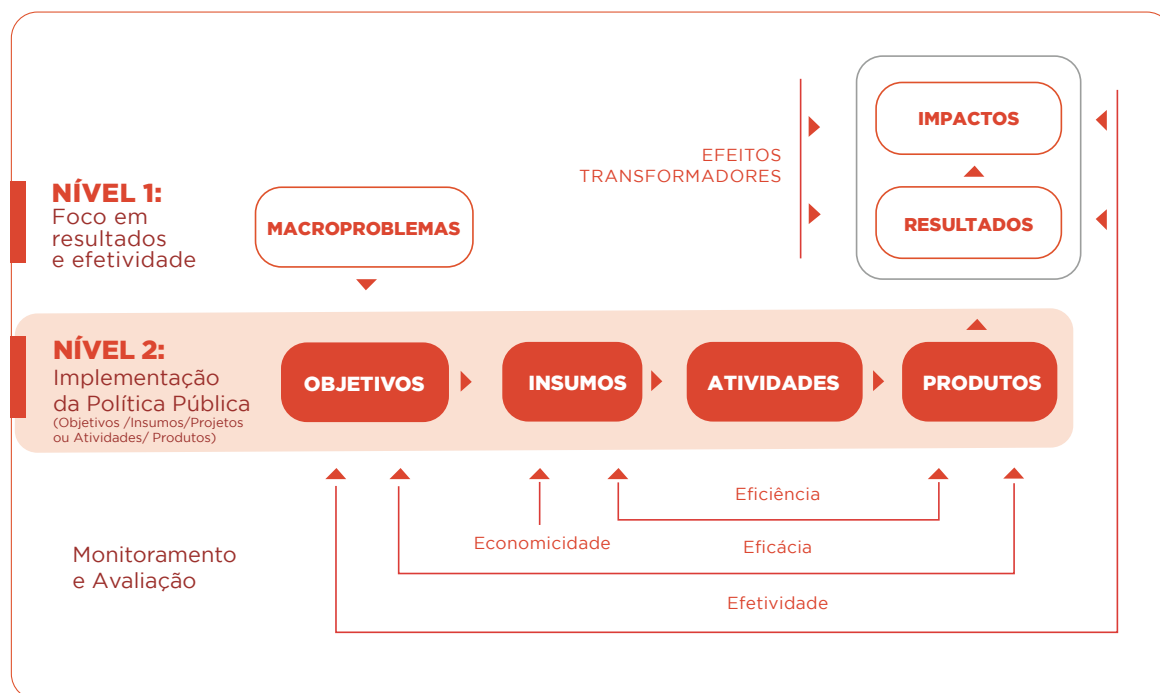 IMPACTOS
EFEITOS
TRANSFORMADORES
NÍVEL 1:
Foco em
resultados
e efetividade
MACROPROBLEMAS
RESULTADOS
NÍVEL 2:
Implementação
da Política Pública
(Objetivos /Insumos/Projetos
ou Atividades/ Produtos)
OBJETIVOS
INSUMOS
ATIVIDADES
PRODUTOS
Eficiência
Economicidade
Eficácia
Monitoramento
e Avaliação
Efetividade